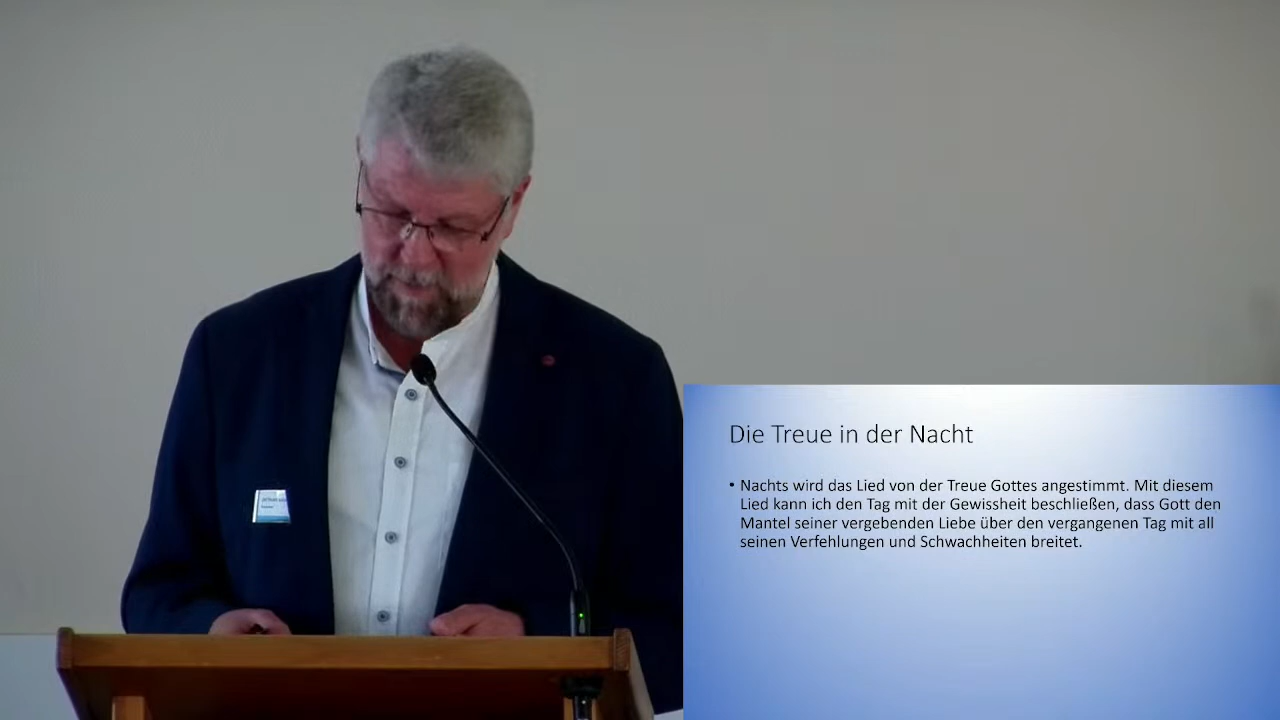 Die Treue in der Nacht
• Nachts wird das Lied von der Treue Gottes angestimmt. Mit diesem
Lied kann ich den Tag mit der Gewissheit beschließen, dass Gott den
Mantel seiner vergebenden Liebe über den vergangenen Tag mit all
seinen Verfehlungen und Schwachheiten breitet.